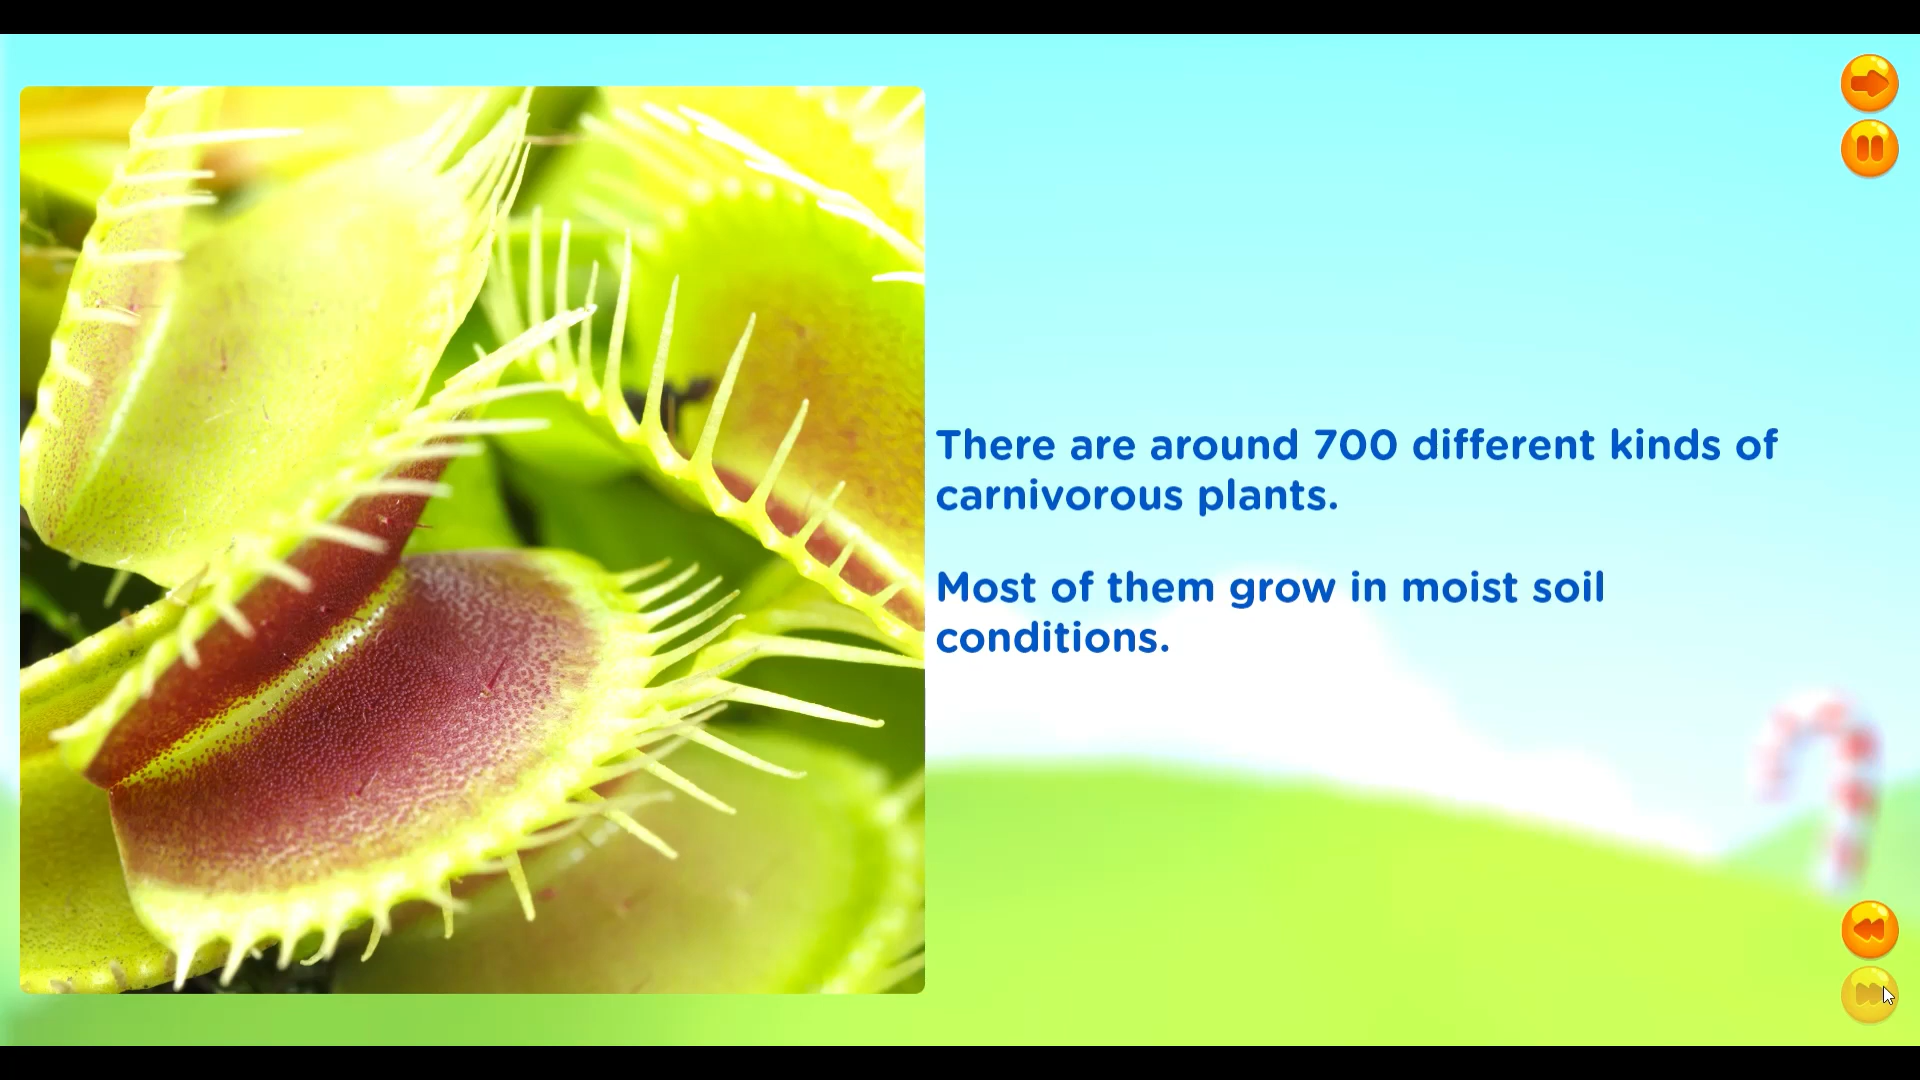 There are around 700 different kinds of
carnivorous plants.
Most of them grow in moist soil
conditions.